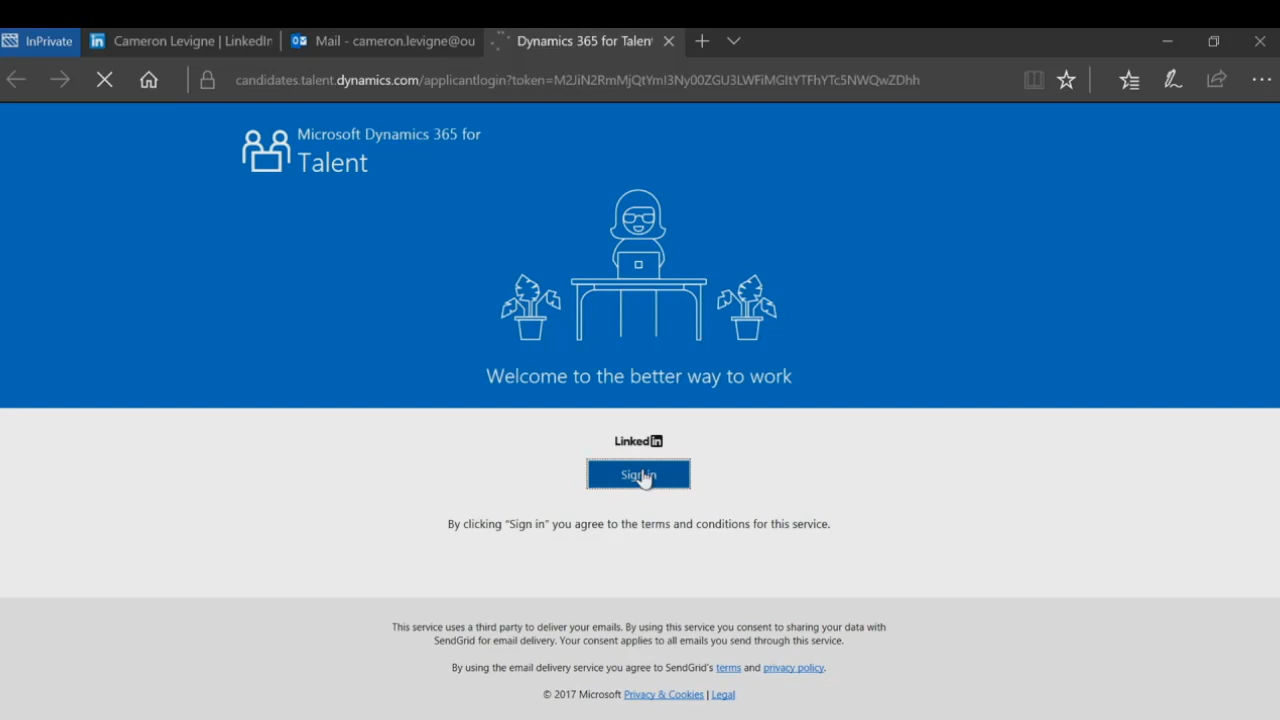 InPrivate
Cameron Levigne | LinkedIn
Mail - cameron.levigne@ou
Dynamics 365 for Talen
candidates.talent.dynamics.com/applicantlogin?token=M2JiN2RmMjQtYmI3Ny00ZGU3LWFiMGItYTFhYTc5NWQwZDhh
Microsoft Dynamics 365 for
Talent
Welcome to the better way to work
LinkedIn
Sign in
By clicking "Sign in" you agree to the terms and conditions for this service.
This service uses a third party to deliver your emails. By using this service you consent to sharing your data with
SendGrid for email delivery. Your consent applies to all emails you send through this service.
By using the email delivery service you agree to SendGrid's terms and privacy policy.
© 2017 Microsoft Privacy & Cookies | Legal